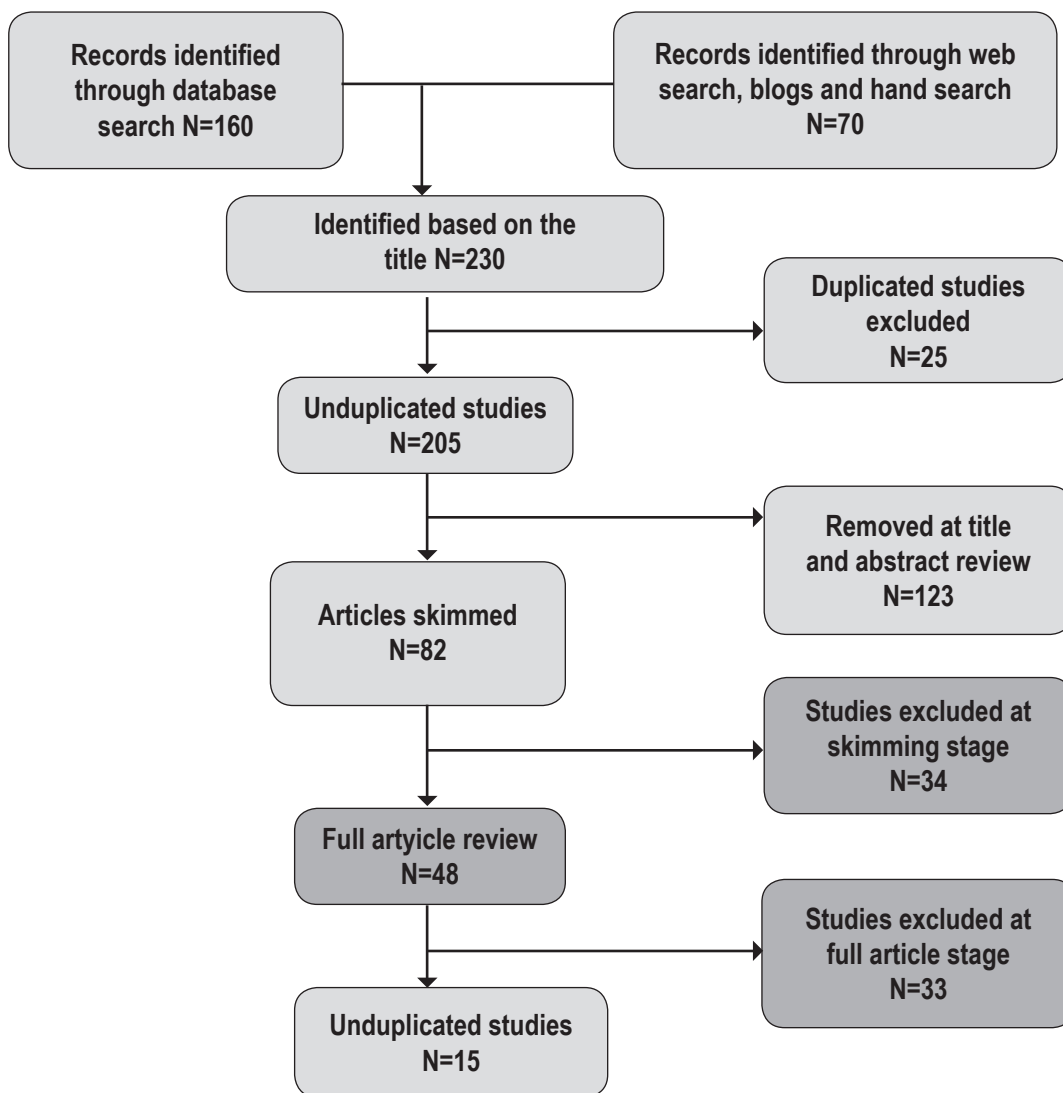 Records identified
through database
search N=160
Records identified through web
search, blogs and hand search
N=70
Identified based on the
title N=230
Duplicated studies
excluded
N=25
Unduplicated studies
N=205
Removed at title
and abstract review
N=123
Articles skimmed
N=82
Studies excluded at
skimming stage
N=34
Full artyicle review
N=48
Studies excluded at
full article stage
N=33
Unduplicated studies
N=15